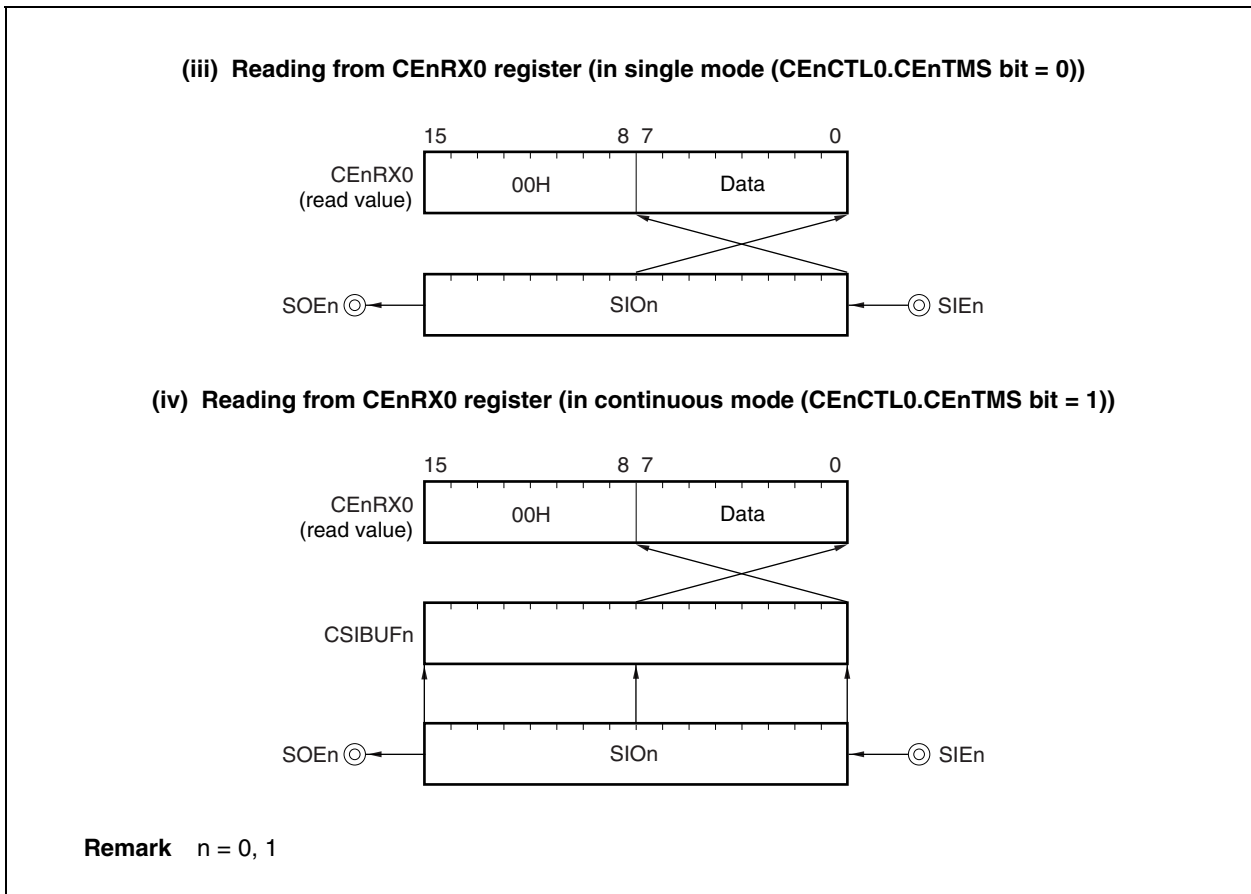 (iii) Reading from CEnRX0 register (in single mode (CEnCTL0.CEnTMS bit = 0))
15 8 7 0
CEnRX0
(read value)
00H Data
SOEn SIOn SIEn
(iv) Reading from CEnRX0 register (in continuous mode (CEnCTL0.CEnTMS bit = 1))
15 8 7 0
CEnRX0
(read value)
00H Data
CSIBUFn
SOEn SIOn SIEn
Remark n = 0, 1